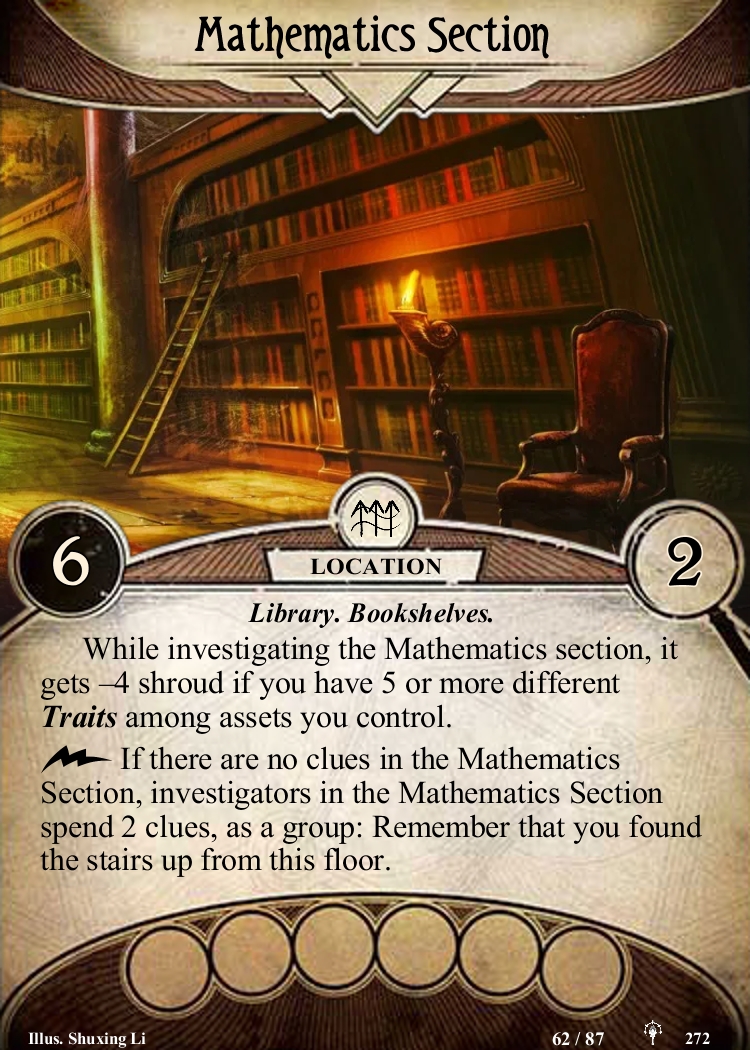 Mathematics Section
6
LOCATION
2
Library. Bookshelves.
While investigating the Mathematics section, it
gets –4 shroud if you have 5 or more different
Traits among assets you control.
If there are no clues in the Mathematics
Section, investigators in the Mathematics Section
spend 2 clues, as a group: Remember that you found
the stairs up from this floor.
Illus. Shuxing Li
62 / 87
272